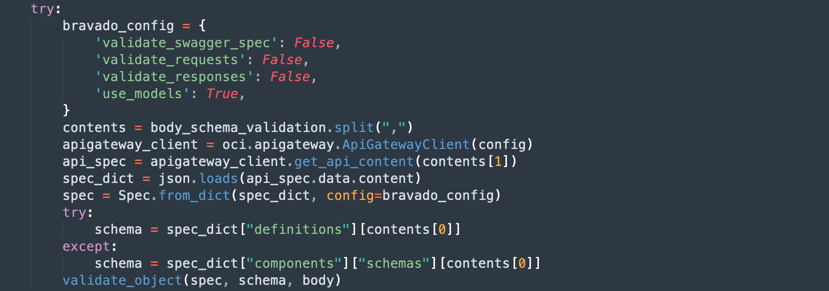 try:
bravado_config = {
'validate_swagger_spec': False,
'validate_requests': False,
'validate_responses': False,
'use_models': True,
}
contents = body_schema_validation.split(",")
apigateway_client = oci.apigateway.ApiGatewayClient(config)
api_spec = apigateway_client.get_api_content(contents[1])
spec_dict = json.loads(api_spec.data.content)
spec = Spec.from_dict(spec_dict, config=bravado_config)
try:
schema = spec_dict["definitions"][contents[0]]
except:
schema = spec_dict["components"]["schemas"][contents[0]]
validate_object(spec, schema, body)